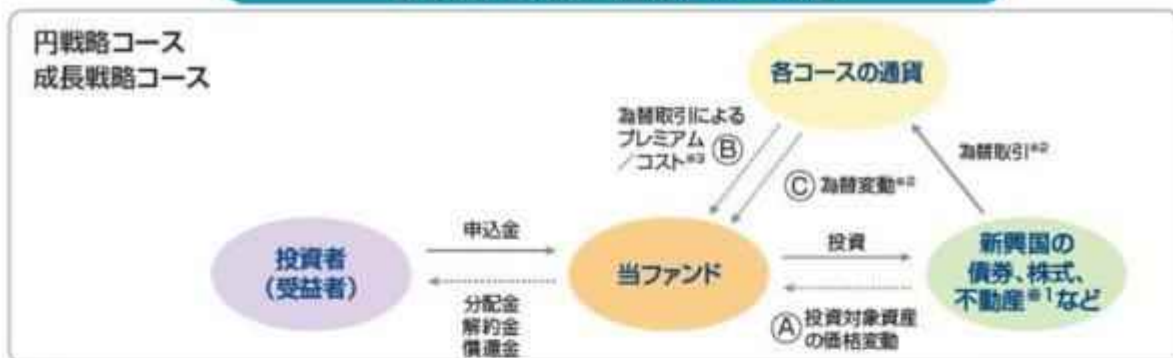 円戦略コース
成長戦略コース
各コースの通貨
為替取引による
プレミアム
／コスト※3 Ⓑ
為替取引※2
Ⓒ 為替変動※2
投資者
(受益者)
申込金
分配金
解約金
償還金
当ファンド
投資
Ⓐ 投資対象資産
の価格変動
新興国の
債券、株式、
不動産※1など